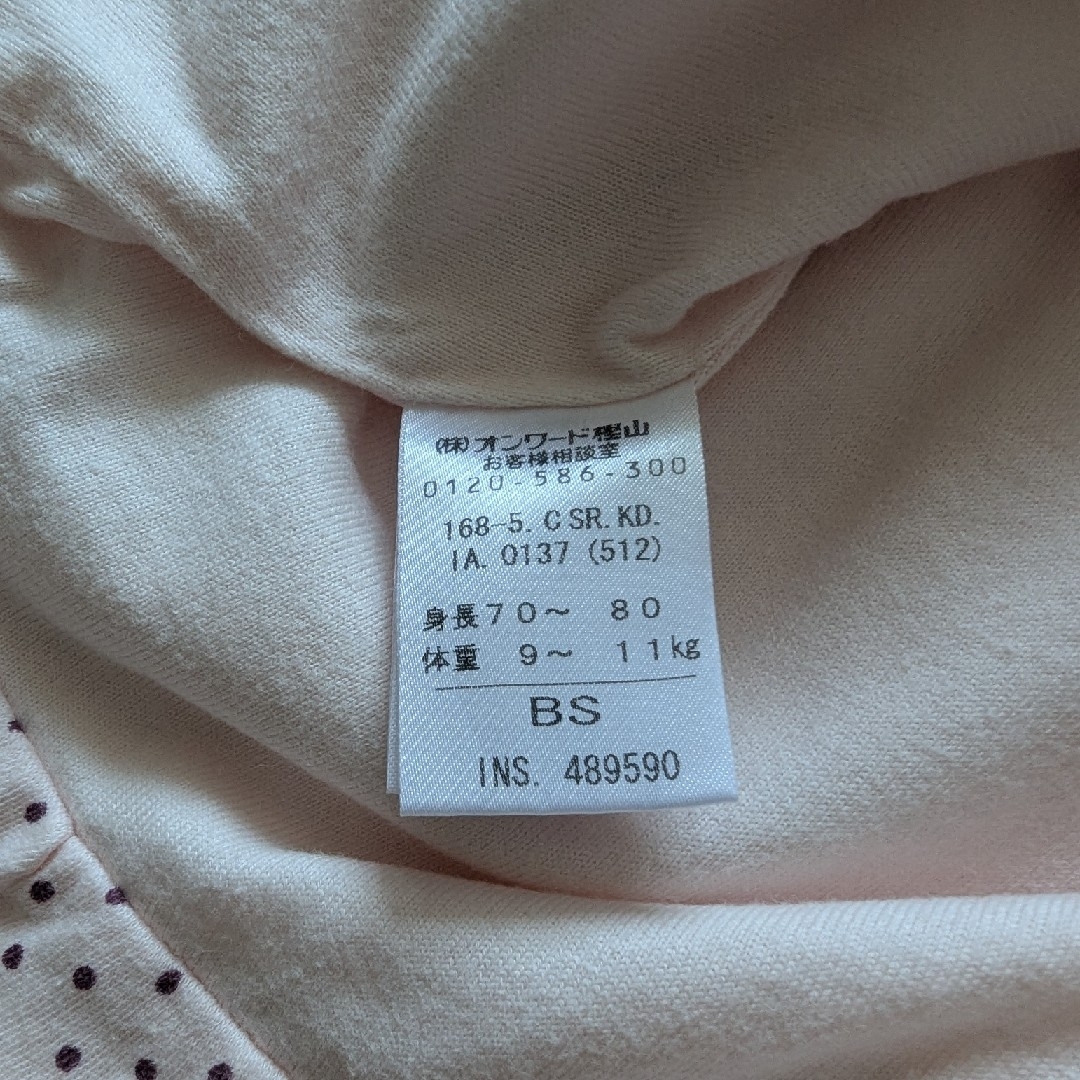 (株)オンワード樫山
お客様相談室
0120-586-300
168-5. C SR. KD.
IA. 0137 (512)
身長70〜 80
体重 9〜 11kg
BS
INS. 489590